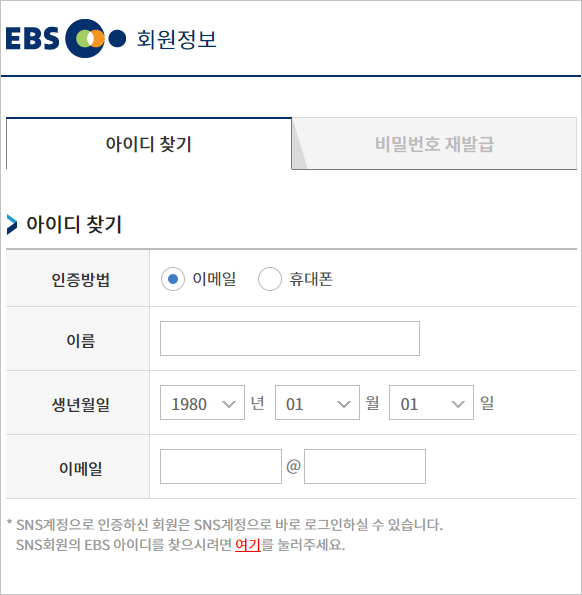 EBS 회원정보
아이디 찾기 비밀번호 재발급
아이디 찾기
인증방법 이메일 휴대폰
이름
생년월일 1980 년 01 월 01 일
이메일 @
* SNS계정으로 인증하신 회원은 SNS계정으로 바로 로그인하실 수 있습니다.
SNS회원의 EBS 아이디를 찾으시려면 여기를 눌러주세요.